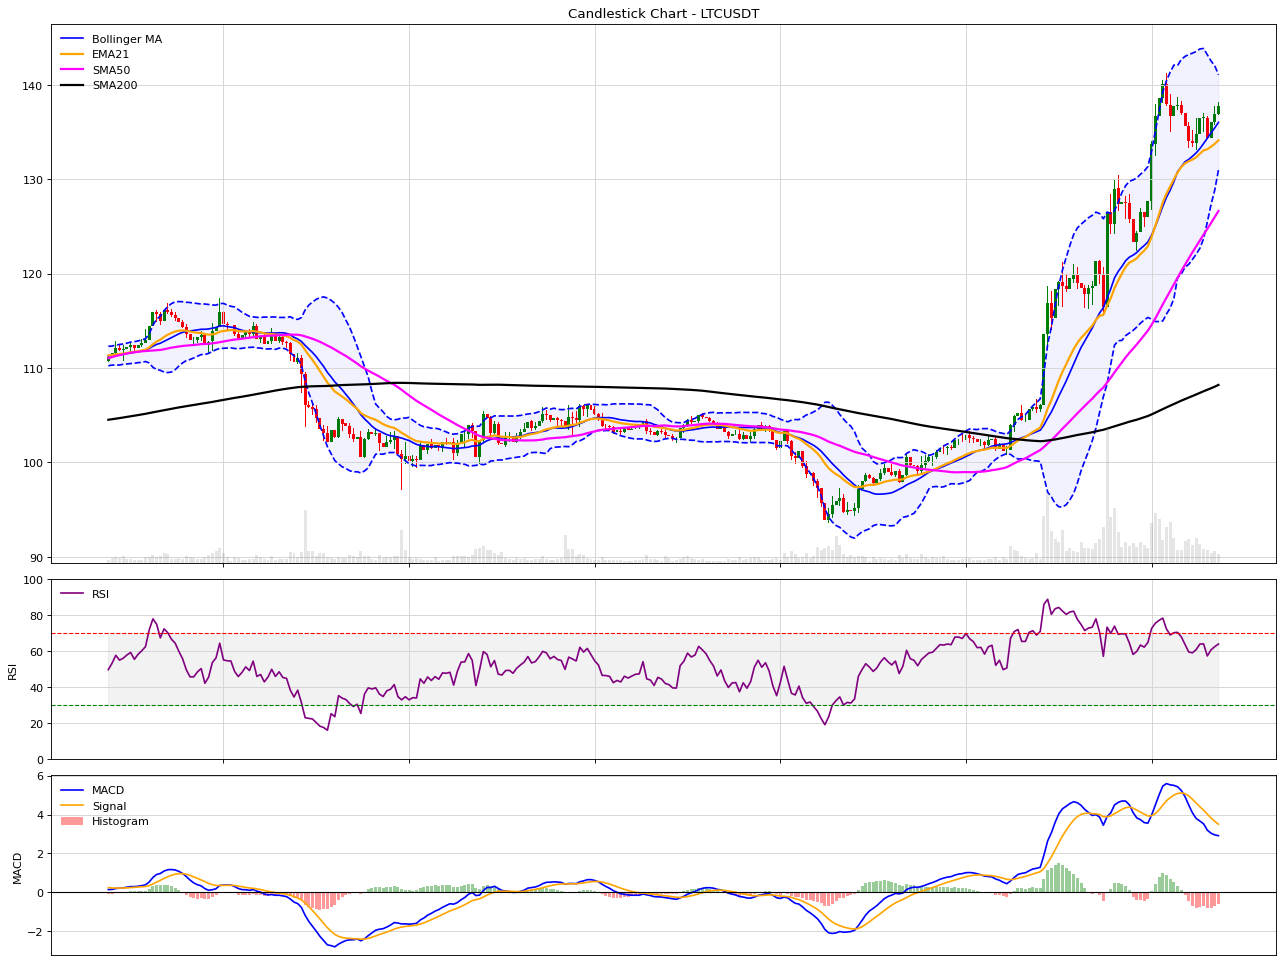 Candlestick Chart - LTCUSDT
Bollinger MA
EMA21
SMA50
SMA200
140
130
120
110
100
90
RSI
100
80
60
40
20
0
RSI
MACD
Signal
Histogram
6
4
2
0
−2
MACD